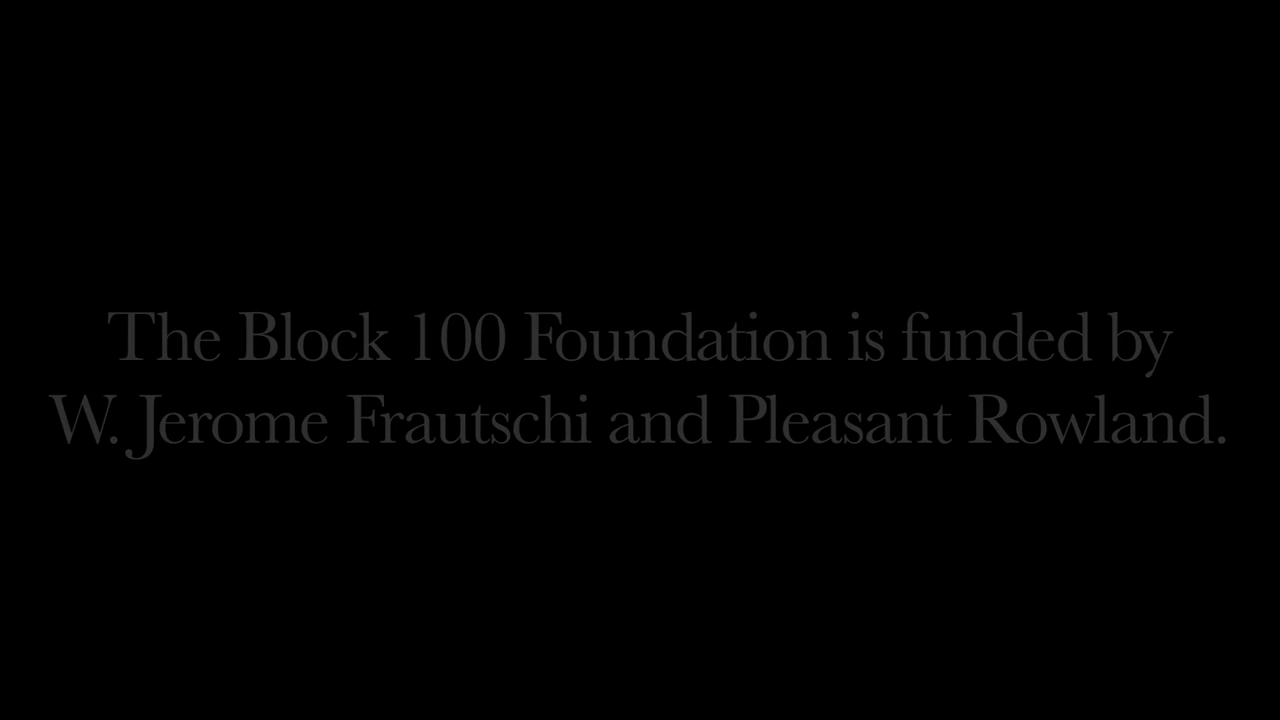 The Block 100 Foundation is funded by
W. Jerome Frautschi and Pleasant Rowland.